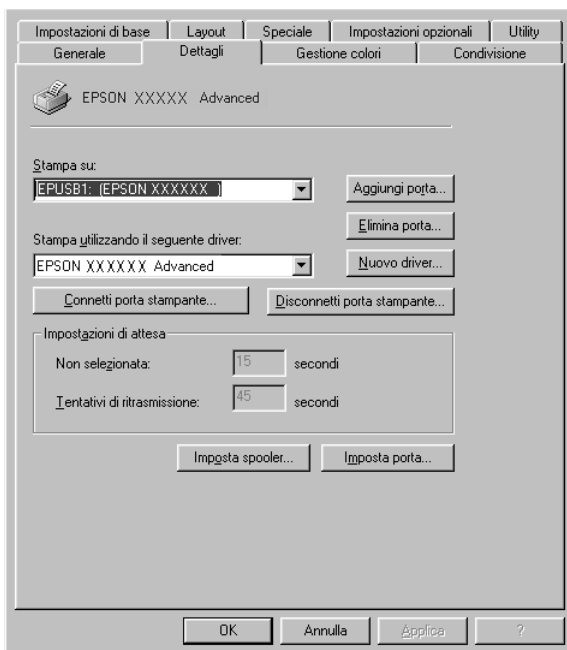 Impostazioni di base Layout Speciale Impostazioni opzionali Utility
Generale Dettagli Gestione colori Condivisione
EPSON XXXXX Advanced
Stampa su:
EPUSB1: (EPSON XXXXXX ) Aggiungi porta...
Elimina porta...
Stampa utilizzando il seguente driver:
EPSON XXXXXX Advanced Nuovo driver...
Connetti porta stampante... Disconnetti porta stampante...
Impostazioni di attesa
Non selezionata: 15 secondi
Tentativi di ritrasmissione: 45 secondi
Imposta spooler... Imposta porta...
OK Annulla Applica ?